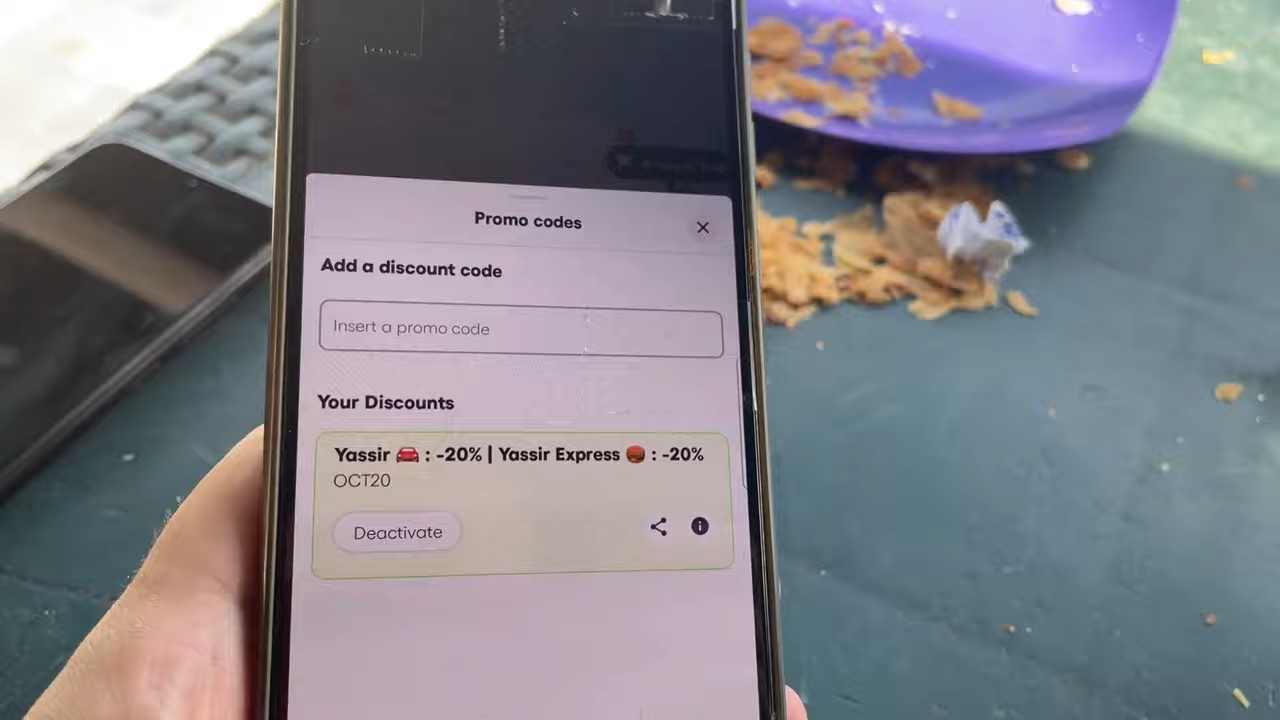 Promo codes
Add a discount code
Insert a promo code
Your Discounts
Yassir 🚘 : -20% | Yassir Express 🍔 : -20%
OCT20
Deactivate